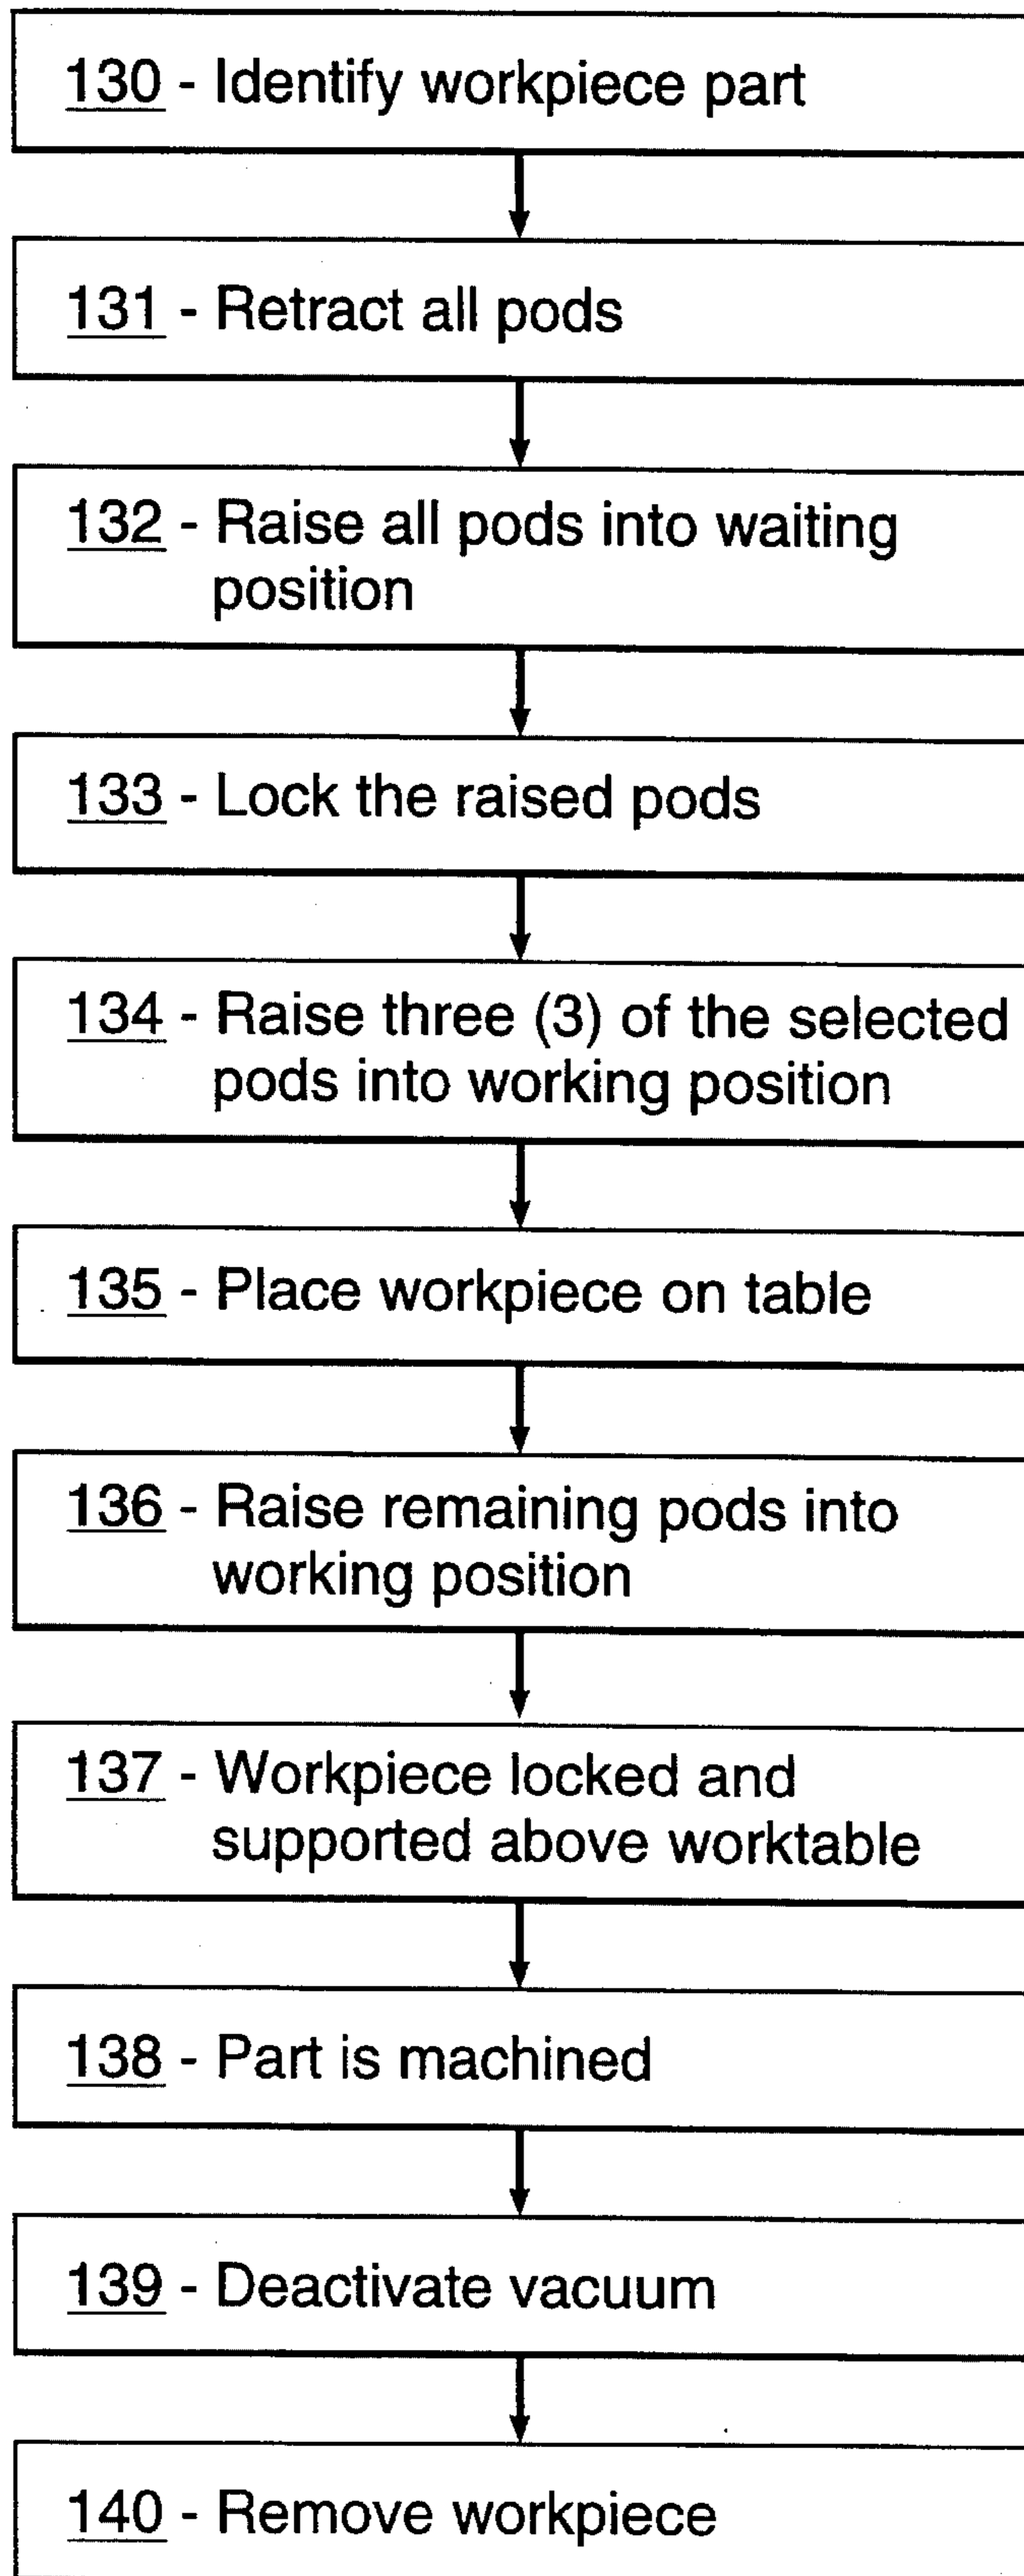 130 - Identify workpiece part
131 - Retract all pods
132 - Raise all pods into waiting
position
133 - Lock the raised pods
134 - Raise three (3) of the selected
pods into working position
135 - Place workpiece on table
136 - Raise remaining pods into
working position
137 - Workpiece locked and
supported above worktable
138 - Part is machined
139 - Deactivate vacuum
140 - Remove workpiece